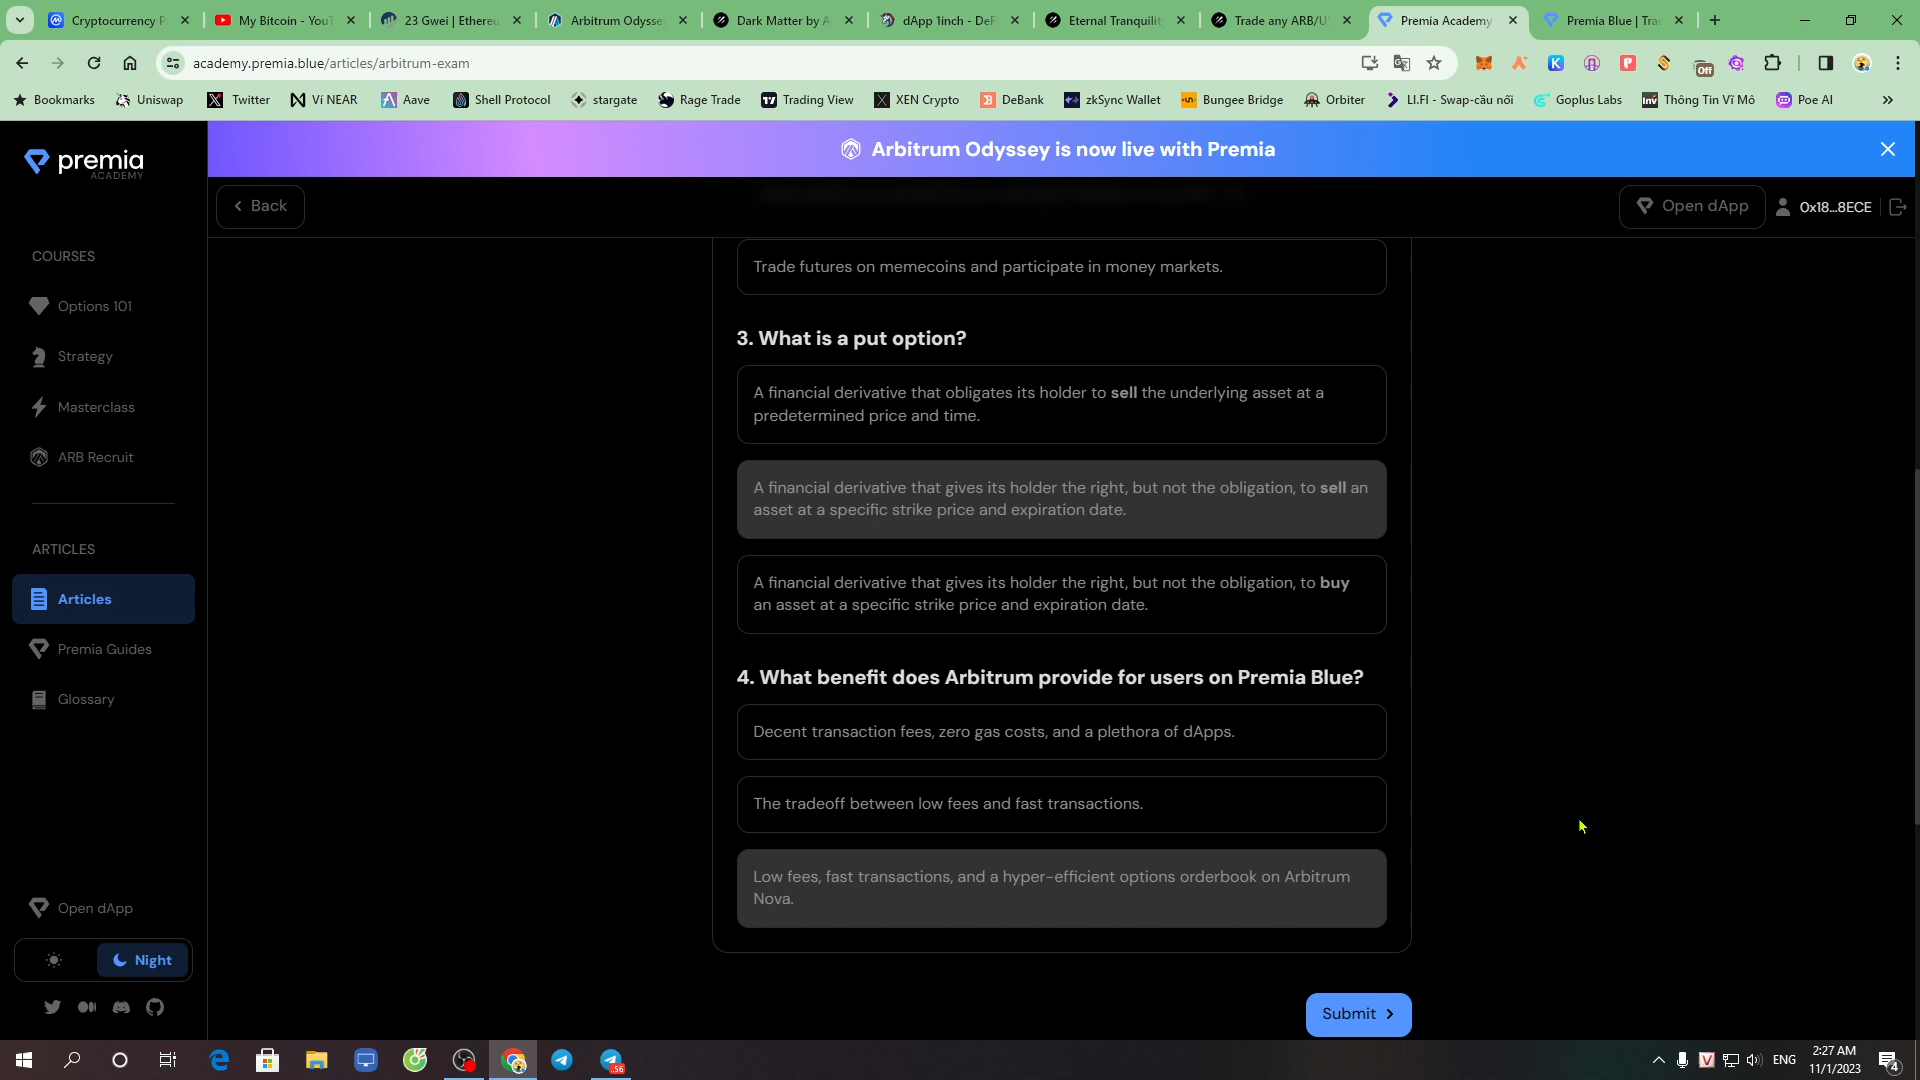 Cryptocurrency P
My Bitcoin - YouT
23 Gwei | Ethereu
Arbitrum Odysse
Dark Matter by A
dApp 1inch - DeF
Eternal Tranquilit
Trade any ARB/U
Premia Academy
Premia Blue | Tra
academy.premia.blue/articles/arbitrum-exam
Off
Bookmarks
Uniswap
Twitter
Ví NEAR
Aave
Shell Protocol
stargate
Rage Trade
Trading View
XEN Crypto
DeBank
zkSync Wallet
Bungee Bridge
Orbiter
LI.FI - Swap-cầu nối
Goplus Labs
Thông Tin Vĩ Mô
Poe AI
premia
ACADEMY
Arbitrum Odyssey is now live with Premia
Back
Open dApp
0x18...8ECE
COURSES
Options 101
Strategy
Masterclass
ARB Recruit
ARTICLES
Articles
Premia Guides
Glossary
Open dApp
Night
Trade futures on memecoins and participate in money markets.
3. What is a put option?
A financial derivative that obligates its holder to sell the underlying asset at a
predetermined price and time.
A financial derivative that gives its holder the right, but not the obligation, to sell an
asset at a specific strike price and expiration date.
A financial derivative that gives its holder the right, but not the obligation, to buy
an asset at a specific strike price and expiration date.
4. What benefit does Arbitrum provide for users on Premia Blue?
Decent transaction fees, zero gas costs, and a plethora of dApps.
The tradeoff between low fees and fast transactions.
Low fees, fast transactions, and a hyper-efficient options orderbook on Arbitrum
Nova.
Submit
56
ENG
2:27 AM
11/1/2023
4